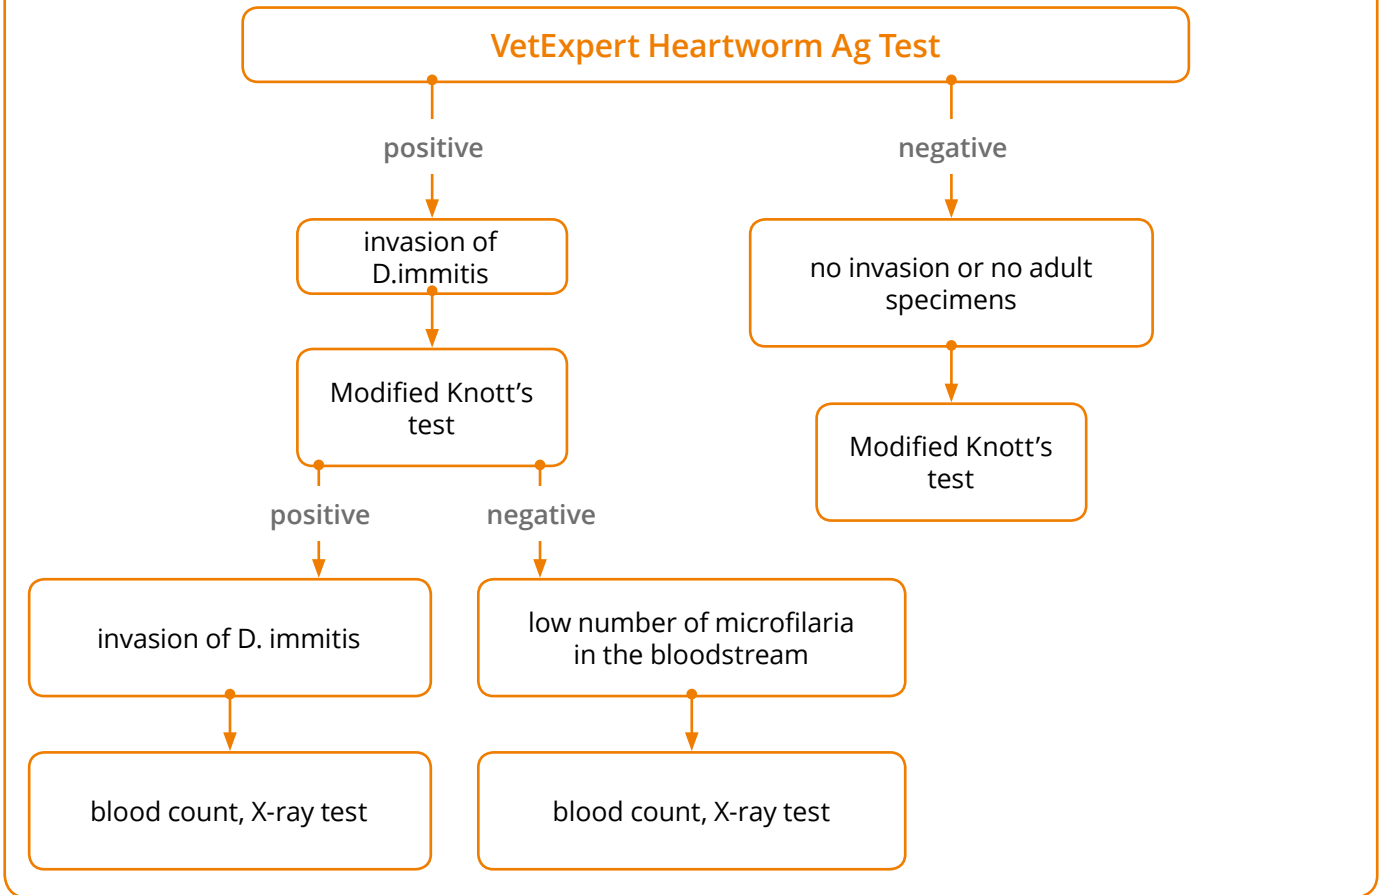 VetExpert Heartworm Ag Test
positive
negative
invasion of
D.immitis
no invasion or no adult
specimens
Modified Knott’s
test
Modified Knott’s
test
positive
negative
invasion of D. immitis
low number of microfilaria
in the bloodstream
blood count, X-ray test
blood count, X-ray test